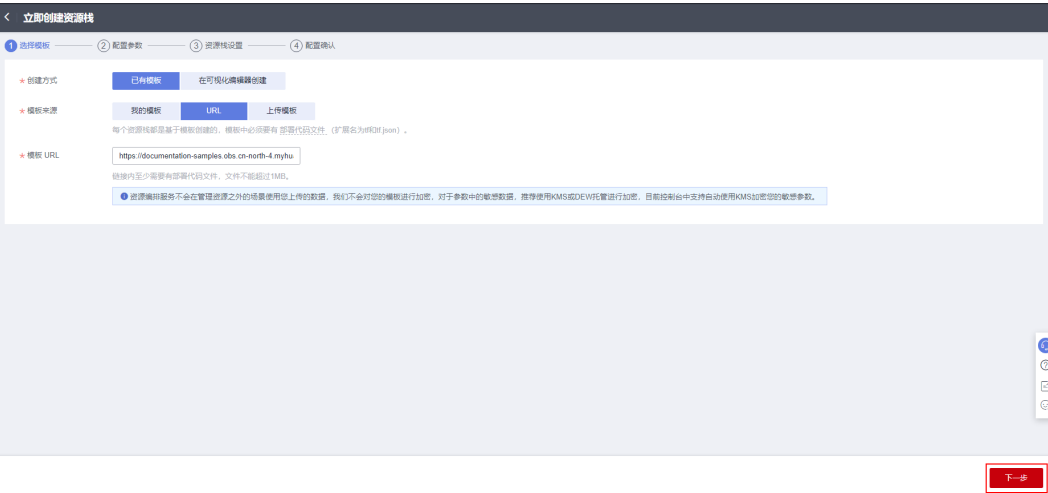 立即创建资源栈
1 选择模板 2 配置参数 3 资源栈设置 4 配置确认
* 创建方式 已有模板 在可视化编辑器创建
* 模板来源 我的模板 URL 上传模板
每个资源栈都是基于模板创建的，模板中必须要有 部署代码文件 （扩展名为tf和tf.json）。
* 模板 URL https://documentation-samples.obs.cn-north-4.myhu
链接内至少需要有部署代码文件，文件不能超过1MB。
资源编排服务不会在管理资源之外的场景使用您上传的数据，我们不会对您的模板进行加密，对于参数中的敏感数据，推荐使用KMS或DEW托管进行加密，目前控制台中支持自动使用KMS加密您的敏感参数。
下一步